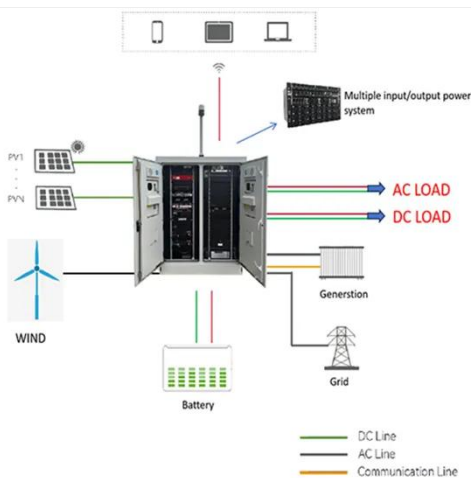 Multiple input/output power
system
PV1
PVN
AC LOAD
DC LOAD
WIND
Generstion
Battery
Grid
DC Line
AC Line
Communication Line